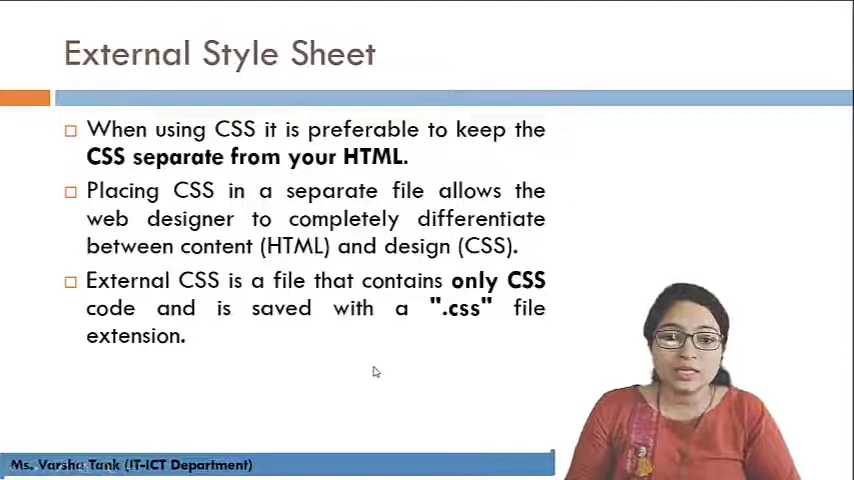 External Style Sheet
When using CSS it is preferable to keep the
CSS separate from your HTML.
Placing CSS in a separate file allows the
web designer to completely differentiate
between content (HTML) and design (CSS).
External CSS is a file that contains only CSS
code and is saved with a ".css" file
extension.
Ms. Varsha Tank (IT-ICT Department)